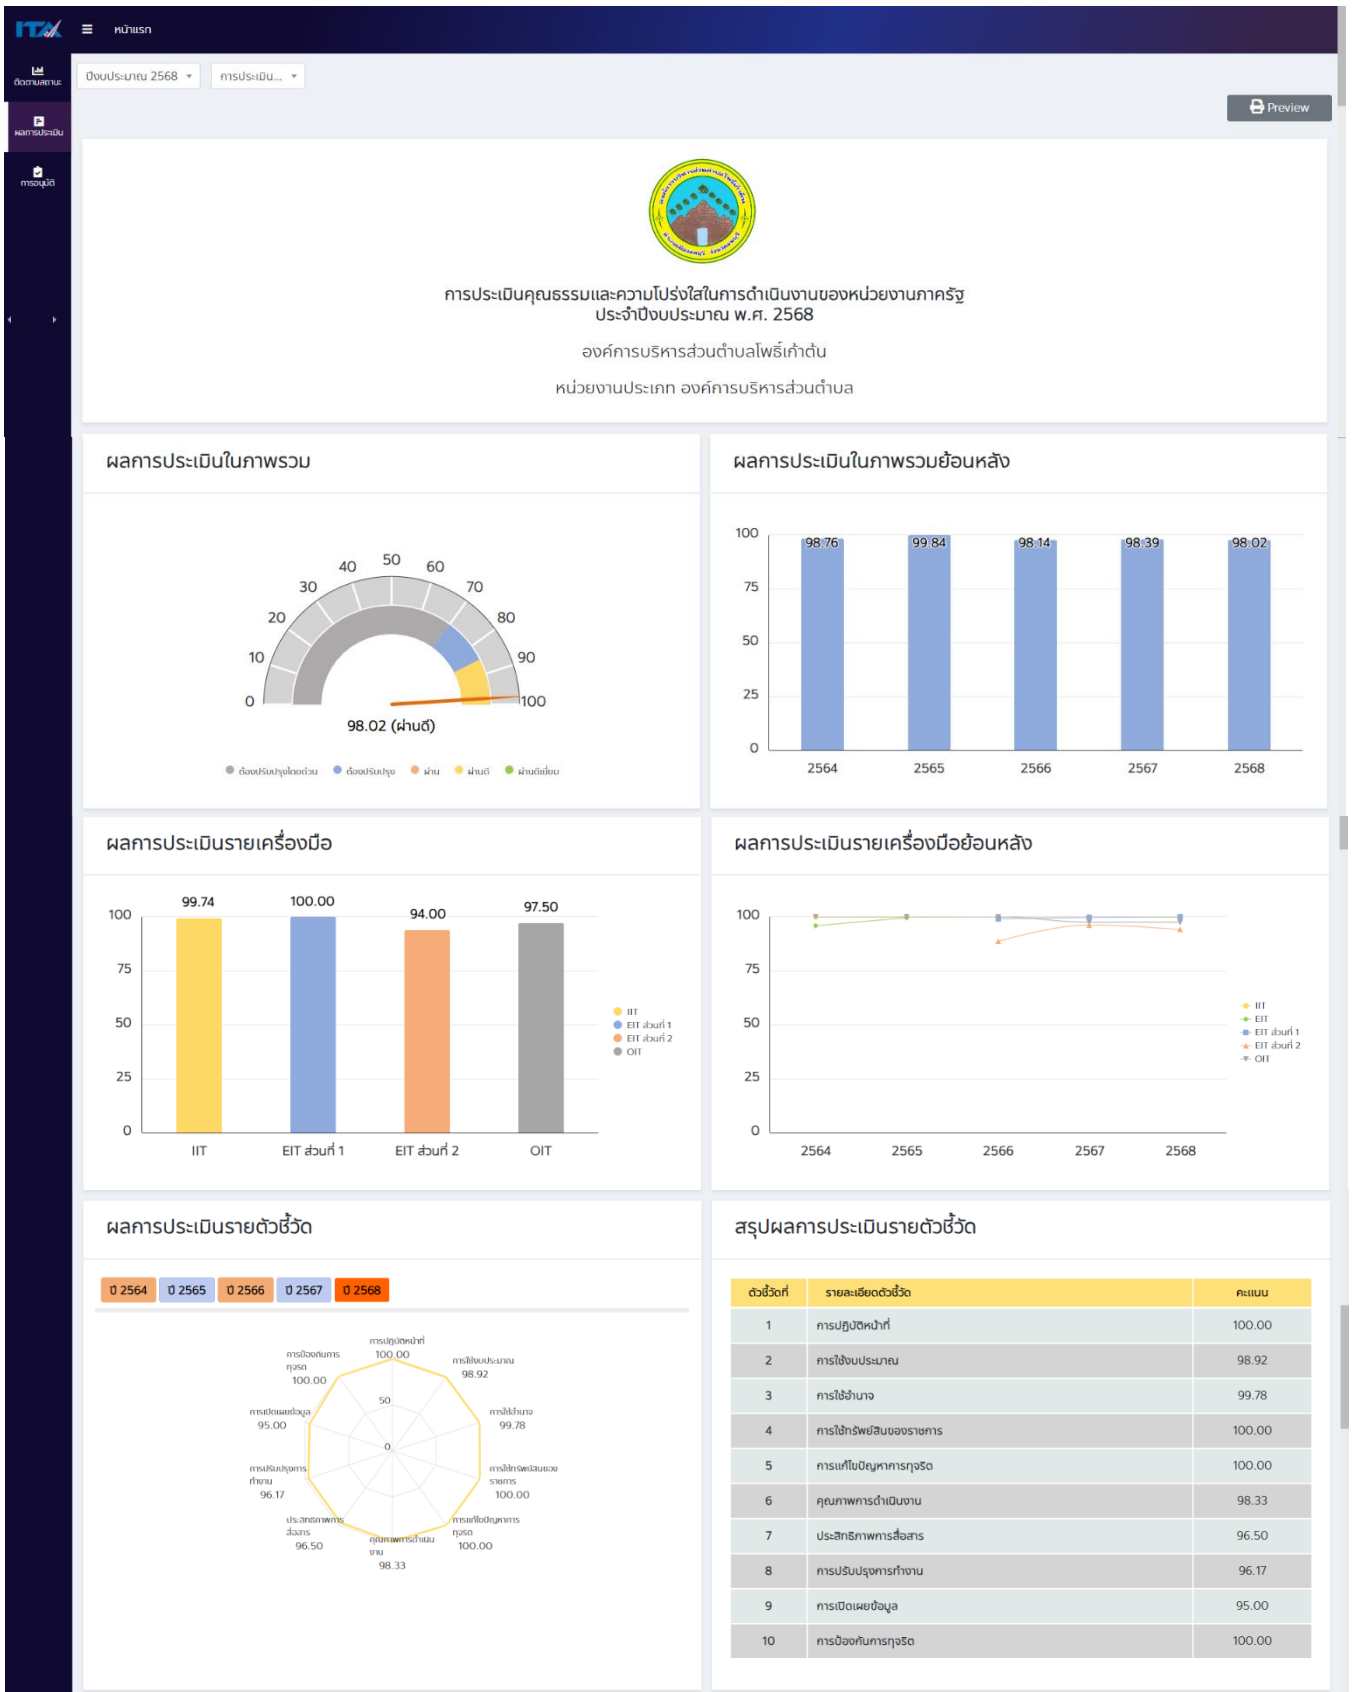 ITA
หน้าแรก
ติดตามสถานะ
ผลการประเมิน
การอนุมัติ
ปีงบประมาณ 2568
การประเมิน...
Preview
การประเมินคุณธรรมและความโปร่งใสในการดำเนินงานของหน่วยงานภาครัฐ
ประจำปีงบประมาณ พ.ศ. 2568
องค์การบริหารส่วนตำบลโพธิ์เก้าต้น
หน่วยงานประเภท องค์การบริหารส่วนตำบล
ผลการประเมินในภาพรวม
0 10 20 30 40 50 60 70 80 90 100
98.02 (ผ่านดี)
ต้องปรับปรุงโดยด่วน ต้องปรับปรุง ผ่าน ผ่านดี ผ่านดีเยี่ยม
ผลการประเมินในภาพรวมย้อนหลัง
100
75
50
25
0
98.76 99.84 98.14 98.39 98.02
2564 2565 2566 2567 2568
ผลการประเมินรายเครื่องมือ
100
75
50
25
0
99.74 100.00 94.00 97.50
IIT EIT ส่วนที่ 1 EIT ส่วนที่ 2 OIT
IIT
EIT ส่วนที่ 1
EIT ส่วนที่ 2
OIT
ผลการประเมินรายเครื่องมือย้อนหลัง
100
75
50
25
0
2564 2565 2566 2567 2568
IIT
EIT
EIT ส่วนที่ 1
EIT ส่วนที่ 2
OIT
ผลการประเมินรายตัวชี้วัด
ปี 2564 ปี 2565 ปี 2566 ปี 2567 ปี 2568
การปฏิบัติหน้าที่
100.00
การใช้งบประมาณ
98.92
การใช้อำนาจ
99.78
การใช้ทรัพย์สินของ
ราชการ
100.00
การแก้ไขปัญหาการ
ทุจริต
100.00
คุณภาพการดำเนิน
งาน
98.33
ประสิทธิภาพการ
สื่อสาร
96.50
การปรับปรุงการ
ทำงาน
96.17
การเปิดเผยข้อมูล
95.00
การป้องกันการ
ทุจริต
100.00
50
0
สรุปผลการประเมินรายตัวชี้วัด
ตัวชี้วัดที่ รายละเอียดตัวชี้วัด คะแนน
1 การปฏิบัติหน้าที่ 100.00
2 การใช้งบประมาณ 98.92
3 การใช้อำนาจ 99.78
4 การใช้ทรัพย์สินของราชการ 100.00
5 การแก้ไขปัญหาการทุจริต 100.00
6 คุณภาพการดำเนินงาน 98.33
7 ประสิทธิภาพการสื่อสาร 96.50
8 การปรับปรุงการทำงาน 96.17
9 การเปิดเผยข้อมูล 95.00
10 การป้องกันการทุจริต 100.00